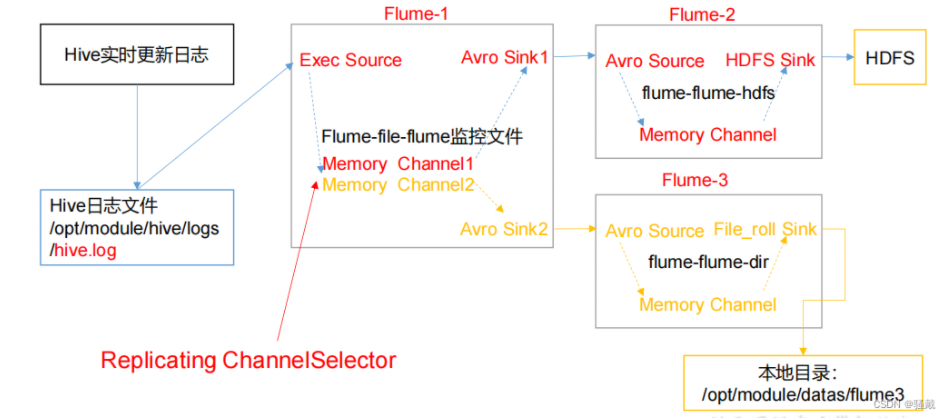 Flume-1
Flume-2
Hive实时更新日志
Exec Source
Avro Sink1
Avro Source
HDFS Sink
HDFS
flume-flume-hdfs
Flume-file-flume监控文件
Memory Channel
Memory Channel1
Memory Channel2
Flume-3
Hive日志文件
/opt/module/hive/logs
/hive.log
Avro Sink2
Avro Source
File_roll Sink
flume-flume-dir
Memory Channel
Replicating ChannelSelector
本地目录：
/opt/module/datas/flume3